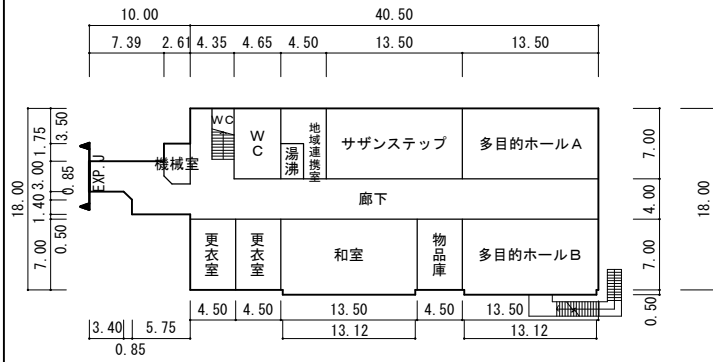 10.00 40.50
7.39 2.61 4.35 4.65 4.50 13.50 13.50
18.00
3.50
1.75
3.00
0.85
1.40
0.50
7.00
EXP.J
機械室
WC
WC
湯沸
地域連携室
サザンステップ
多目的ホールA
廊下
更衣室
更衣室
和室
物品庫
多目的ホールB
7.00
4.00
7.00
0.50
18.00
4.50 4.50 13.50 4.50 13.50
3.40 5.75 13.12 13.12
0.85